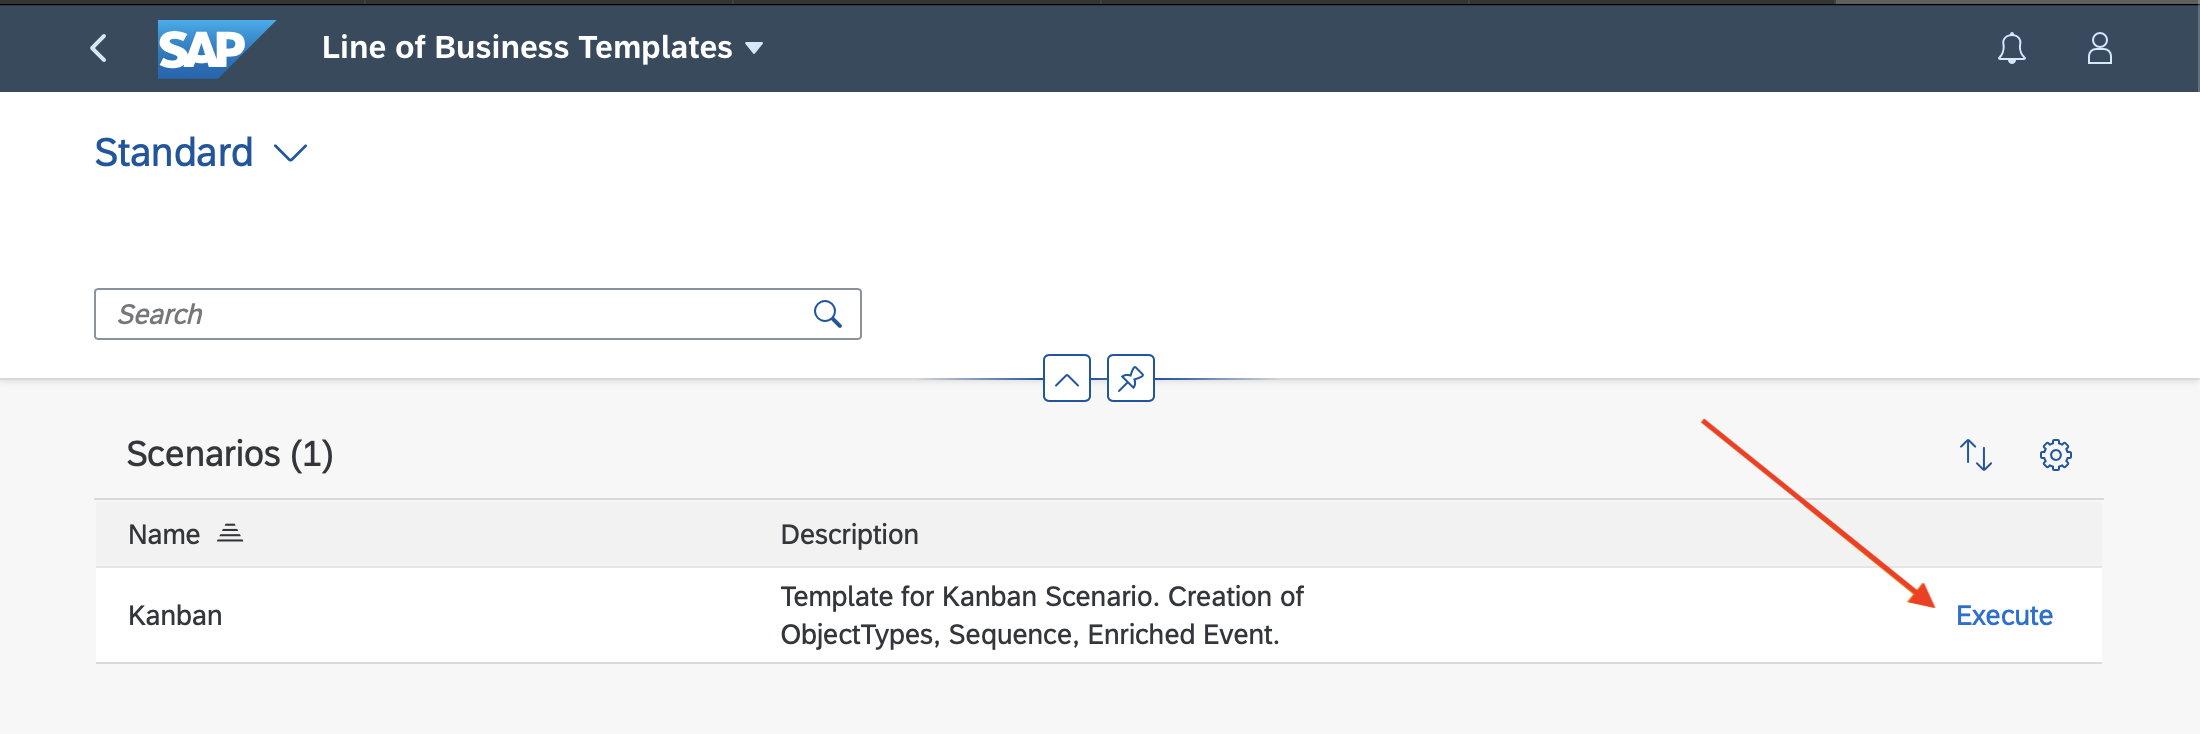 SAP Line of Business Templates
Standard
Search
Scenarios (1)
Name Description
Kanban
Template for Kanban Scenario. Creation of
ObjectTypes, Sequence, Enriched Event.
Execute